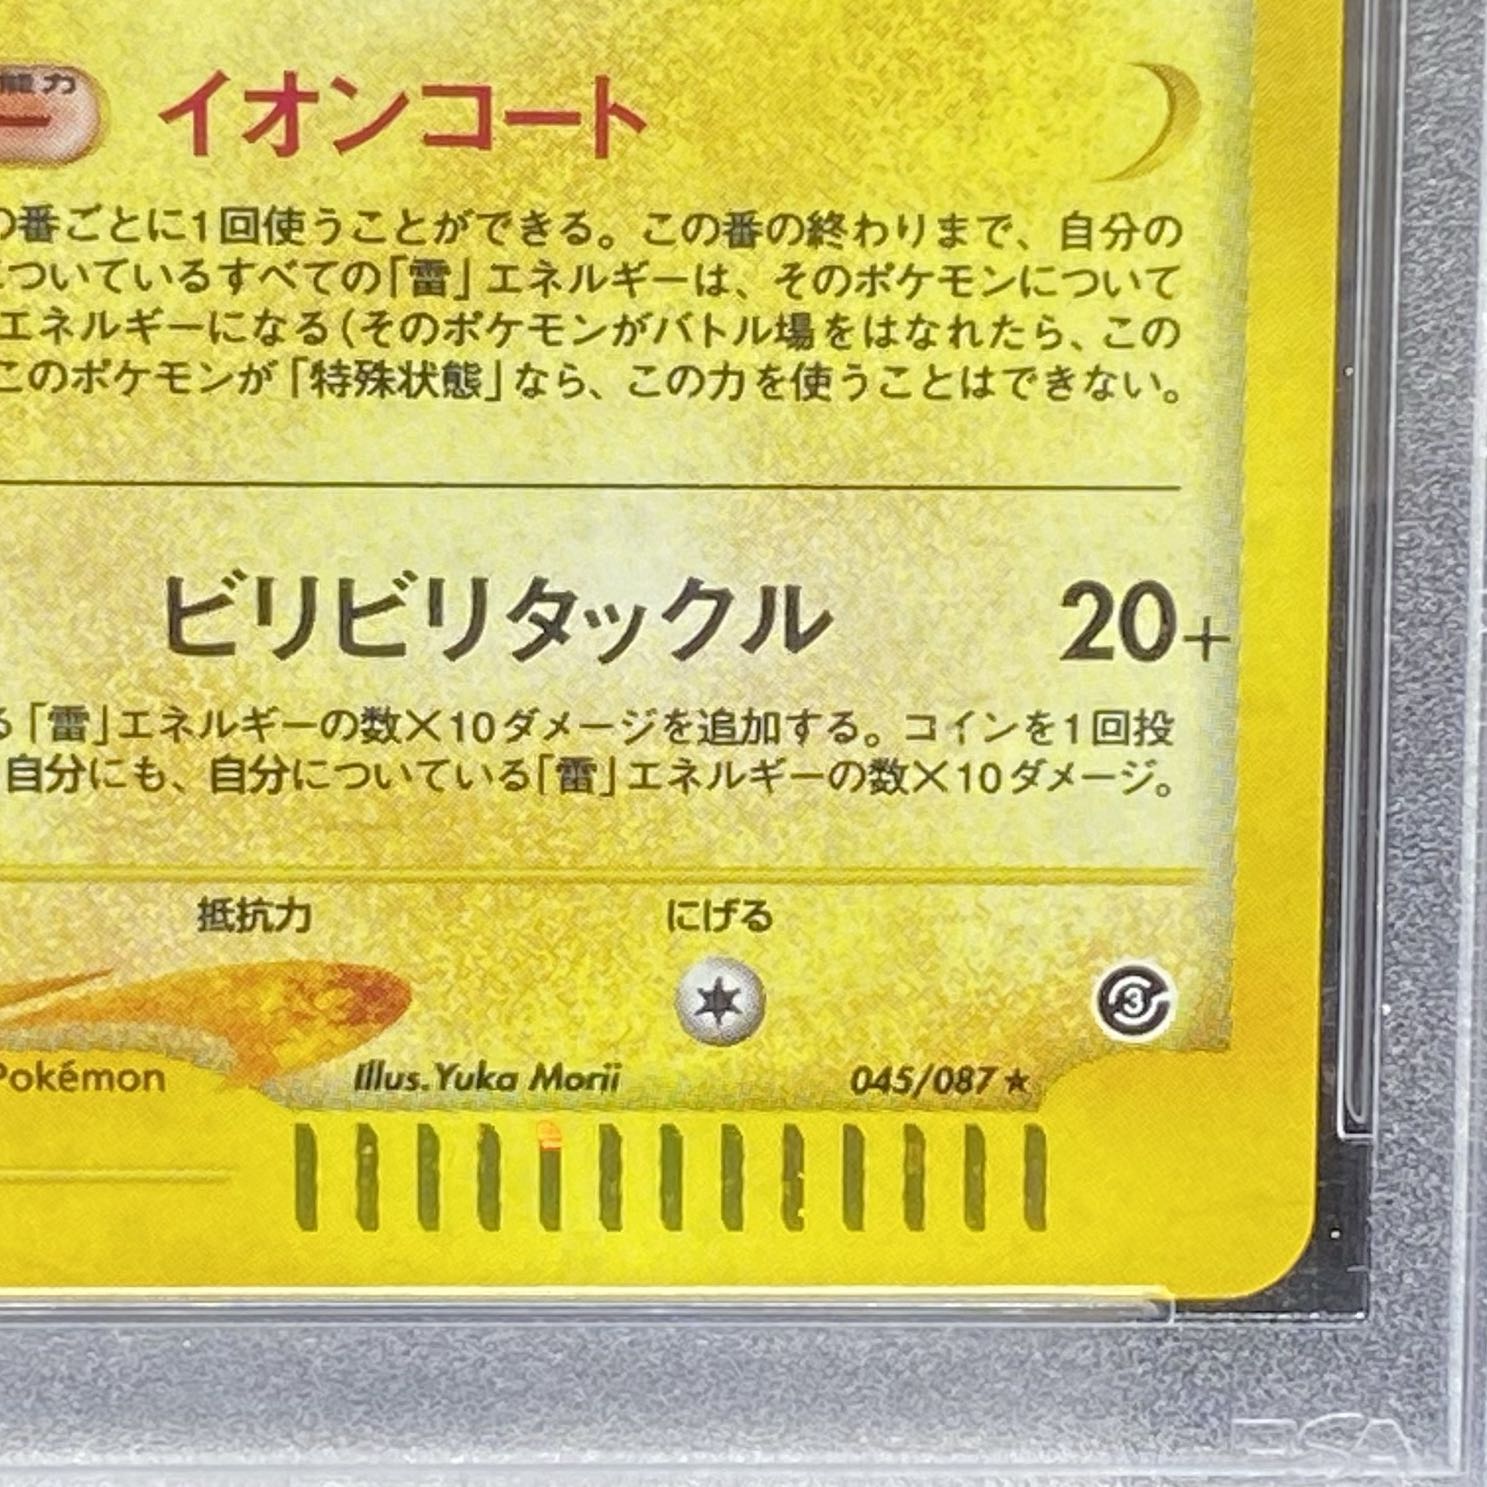 能力
ー イオンコート
の番ごとに1回使うことができる。この番の終わりまで、自分の
についているすべての「雷」エネルギーは、そのポケモンについて
エネルギーになる(そのポケモンがバトル場をはなれたら、この
このポケモンが「特殊状態」なら、この力を使うことはできない。
ビリビリタックル 20+
る「雷」エネルギーの数×10ダメージを追加する。コインを1回投
自分にも、自分についている「雷」エネルギーの数×10ダメージ。
抵抗力 にげる
3
Pokémon Illus.Yuka Morii 045/087 ★
PSA